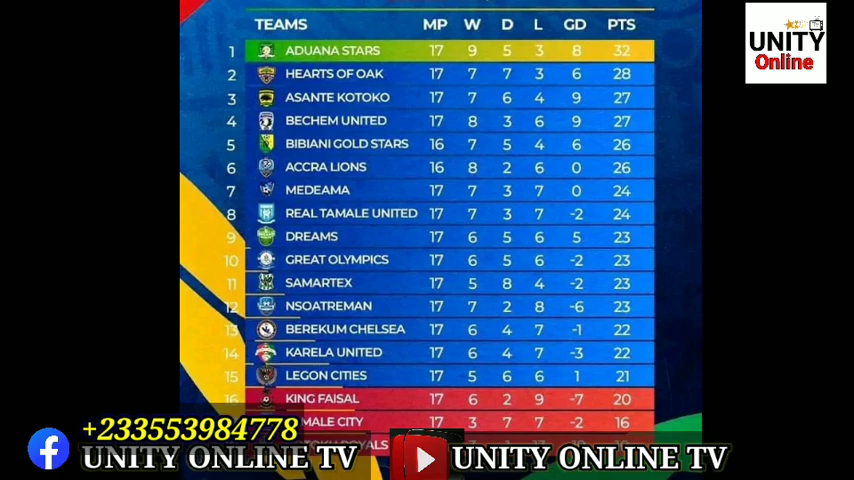 TEAMS MP W D L GD PTS
1 ADUANA STARS 17 9 5 3 8 32
2 HEARTS OF OAK 17 7 7 3 6 28
3 ASANTE KOTOKO 17 7 6 4 9 27
4 BECHEM UNITED 17 8 3 6 9 27
5 BIBIANI GOLD STARS 16 7 5 4 6 26
6 ACCRA LIONS 16 8 2 6 0 26
7 MEDEAMA 17 7 3 7 0 24
8 REAL TAMALE UNITED 17 7 3 7 -2 24
9 DREAMS 17 6 5 6 5 23
10 GREAT OLYMPICS 17 6 5 6 -2 23
11 SAMARTEX 17 5 8 4 -2 23
12 NSOATREMAN 17 7 2 8 -6 23
13 BEREKUM CHELSEA 17 6 4 7 -1 22
14 KARELA UNITED 17 6 4 7 -3 22
15 LEGON CITIES 17 5 6 6 1 21
16 KING FAISAL 17 6 2 9 -7 20
CITY 17 3 7 7 -2 16
UNITY
Online
+233553984778
UNITY ONLINE TV
UNITY ONLINE TV